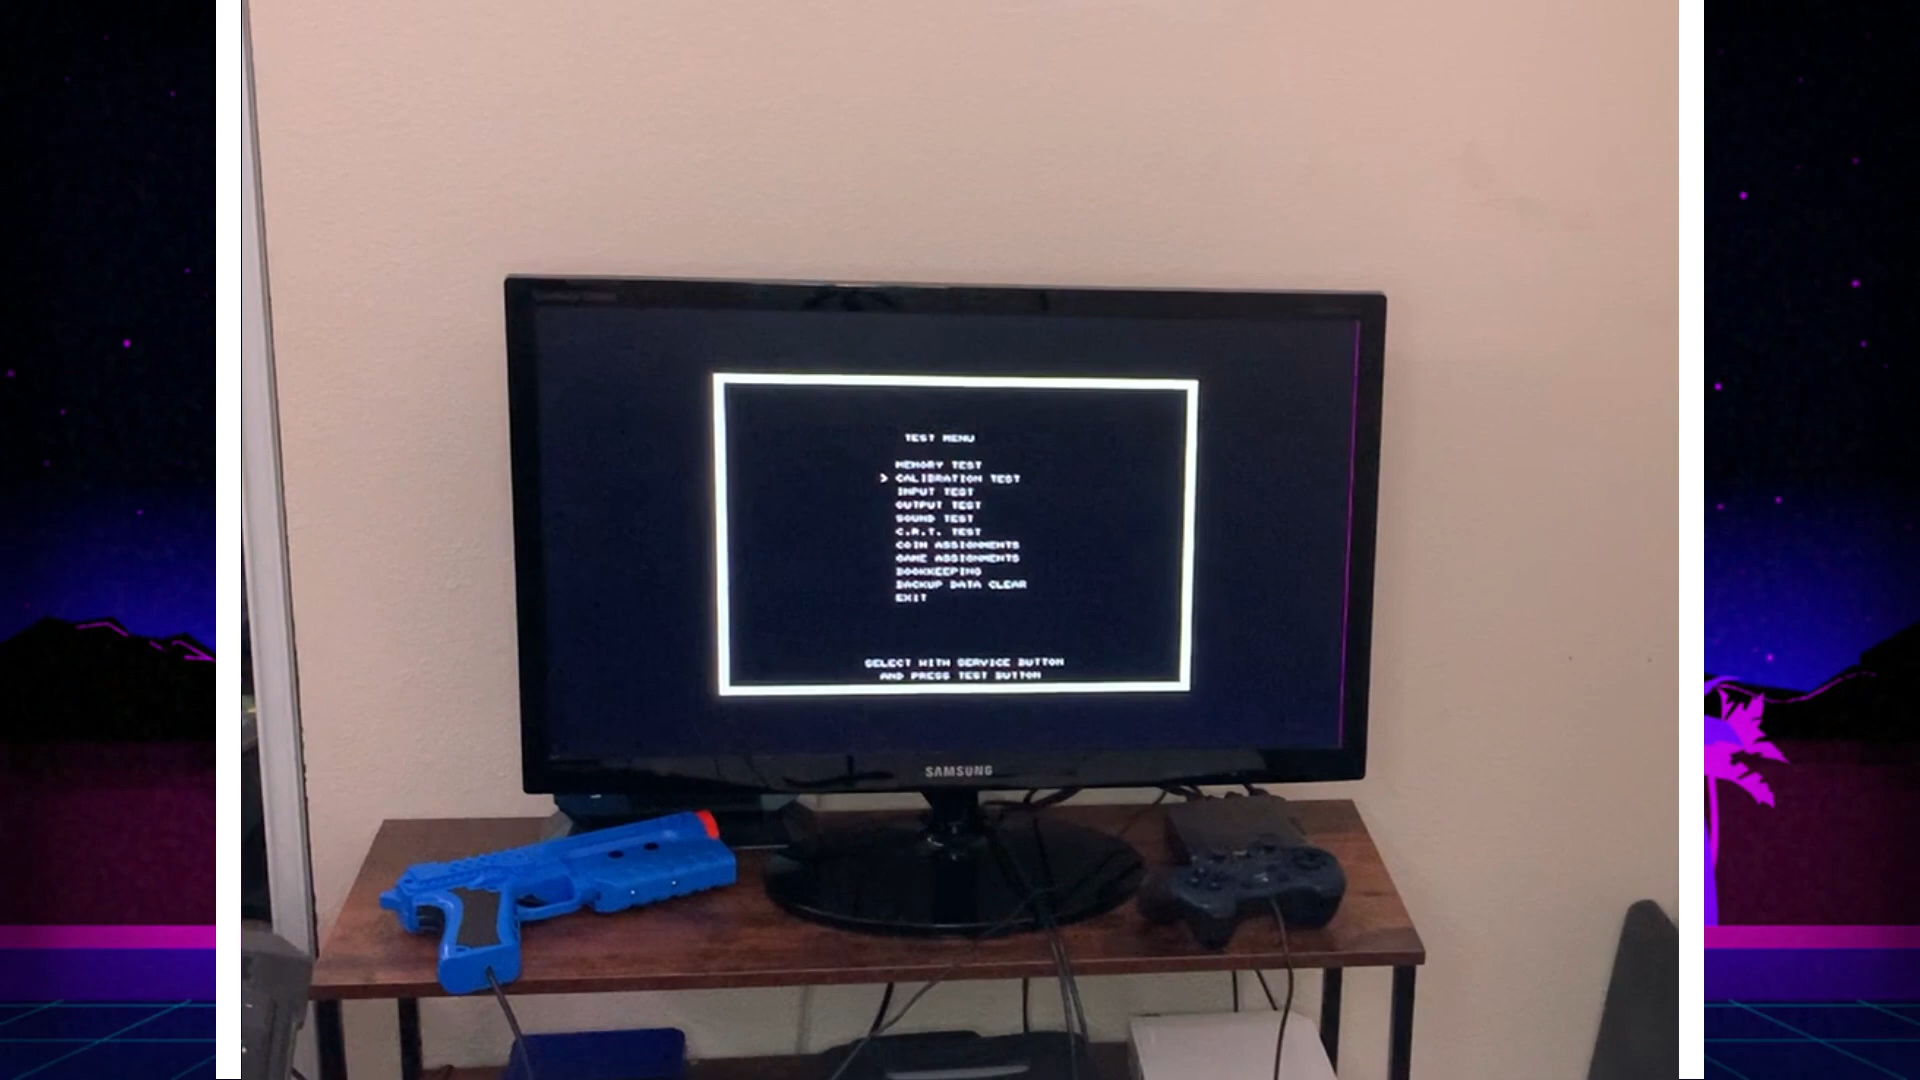 TEST MENU
MEMORY TEST
> CALIBRATION TEST
INPUT TEST
OUTPUT TEST
SOUND TEST
C.R.T. TEST
COIN ASSIGNMENTS
GAME ASSIGNMENTS
BOOKKEEPING
BACKUP DATA CLEAR
EXIT
SELECT WITH SERVICE BUTTON
AND PRESS TEST BUTTON
SAMSUNG